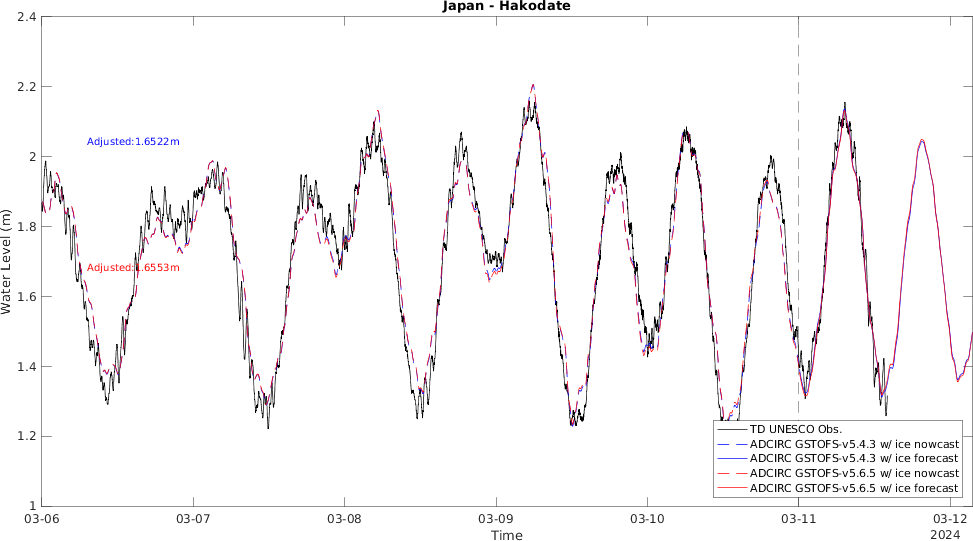 Japan - Hakodate
2.4
2.2
2
1.8
1.6
1.4
1.2
1
Water Level (m)
Adjusted:1.6522m
Adjusted:1.6553m
TD UNESCO Obs.
ADCIRC GSTOFS-v5.4.3 w/ ice nowcast
ADCIRC GSTOFS-v5.4.3 w/ ice forecast
ADCIRC GSTOFS-v5.6.5 w/ ice nowcast
ADCIRC GSTOFS-v5.6.5 w/ ice forecast
03-06 03-07 03-08 03-09 03-10 03-11 03-12
Time
2024